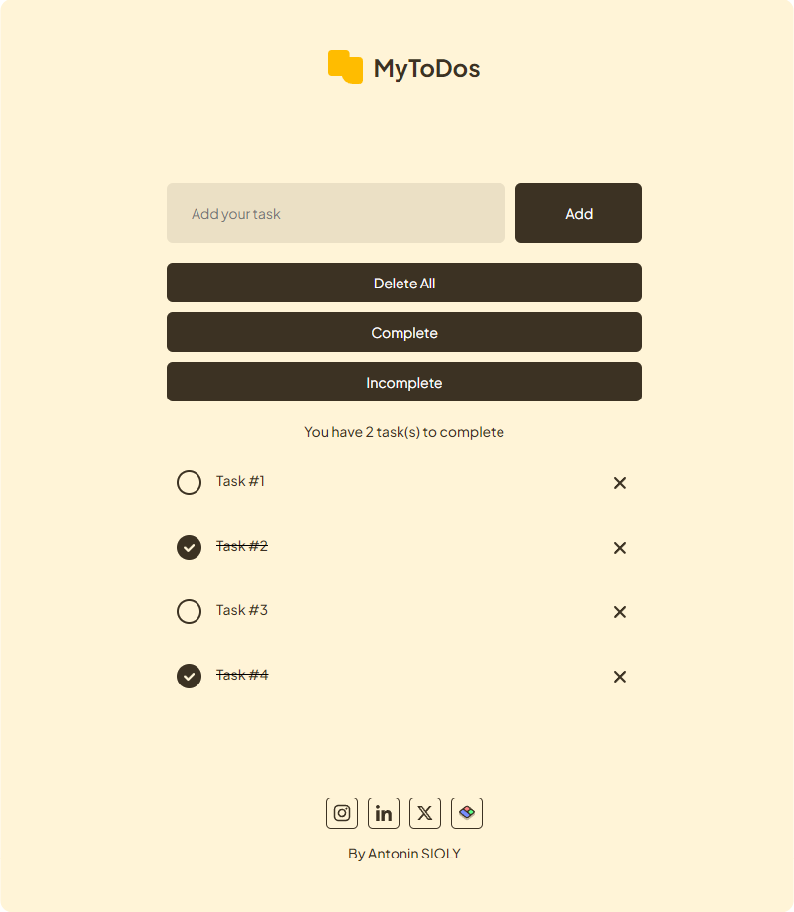 MyToDos
Add your task
Add
Delete All
Complete
Incomplete
You have 2 task(s) to complete
Task #1
Task #2
Task #3
Task #4
By Antonin SIOLY